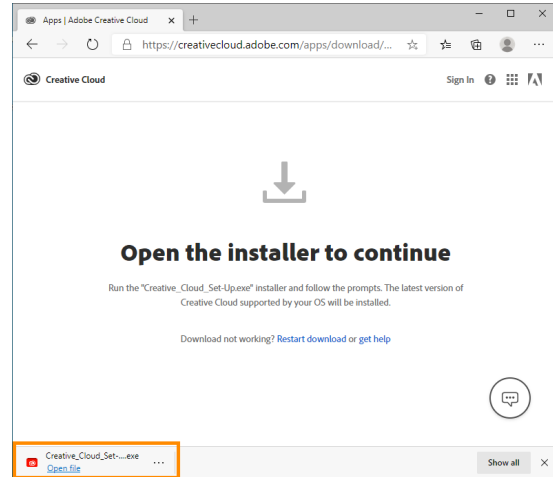 Apps | Adobe Creative Cloud
https://creativecloud.adobe.com/apps/download/...
Creative Cloud
Sign In
Open the installer to continue
Run the "Creative_Cloud_Set-Up.exe" installer and follow the prompts. The latest version of
Creative Cloud supported by your OS will be installed.
Download not working? Restart download or get help
Creative_Cloud_Set-....exe
Open file
Show all